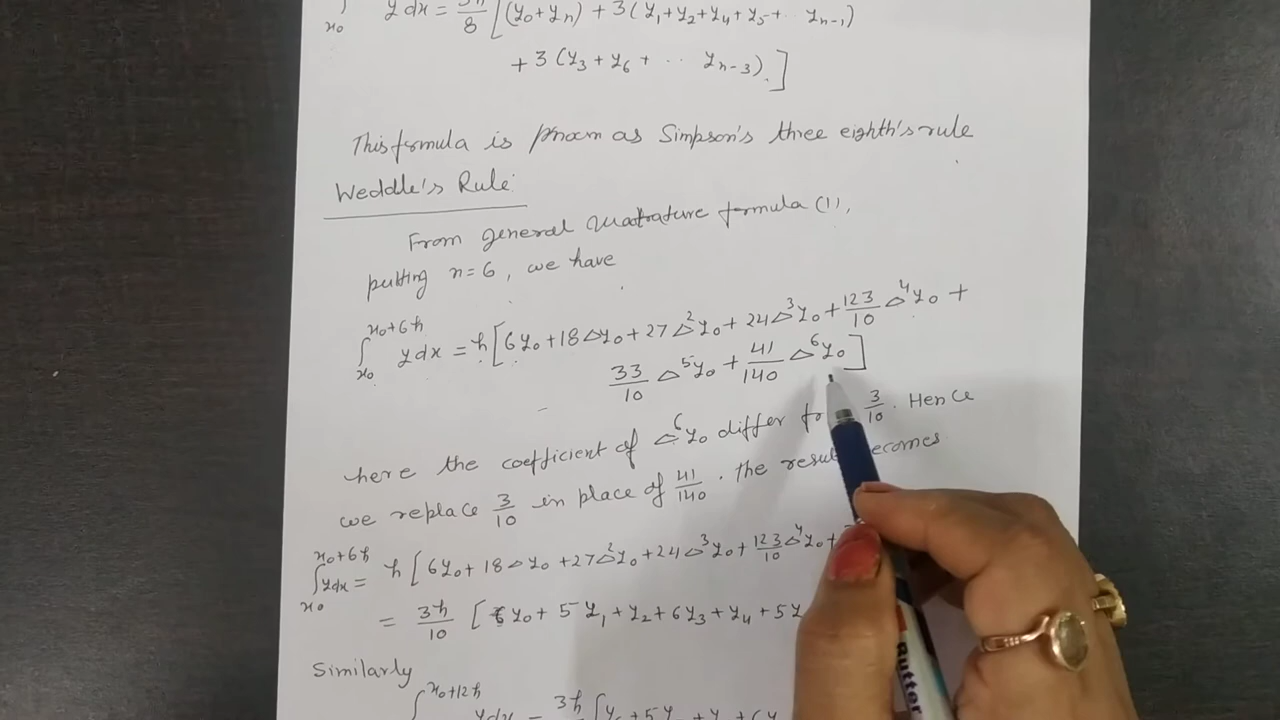 x₀ y dx = 8 [(y₀+yₙ) + 3(y₁+y₂+y₄+y₅+.. yₙ₋₁)
+ 3 (y₃+y₆+ .. yₙ₋₃).]
This formula is known as Simpson's three eighth's rule
Weddle's Rule:
From general quadrature formula (1),
putting n=6, we have
∫ₓ₀^(x₀+6h) y dx = h[6y₀+18Δy₀+27Δ²y₀+24Δ³y₀+123/10 Δ⁴y₀+
33/10 Δ⁵y₀+41/140 Δ⁶y₀]
here the coefficient of Δ⁶y₀ differ 3/10. Hence
we replace 3/10 in place of 41/140. the becomes
∫ₓ₀^(x₀+6h) y dx = h[6y₀+18Δy₀+27Δ²y₀+24Δ³y₀+123/10 Δ⁴y₀+
= 3h/10 [y₀+5y₁+y₂+6y₃+y₄+5y
Similarly
∫^(x₀+12h) y dx = 3h [y₆+5y
Butter